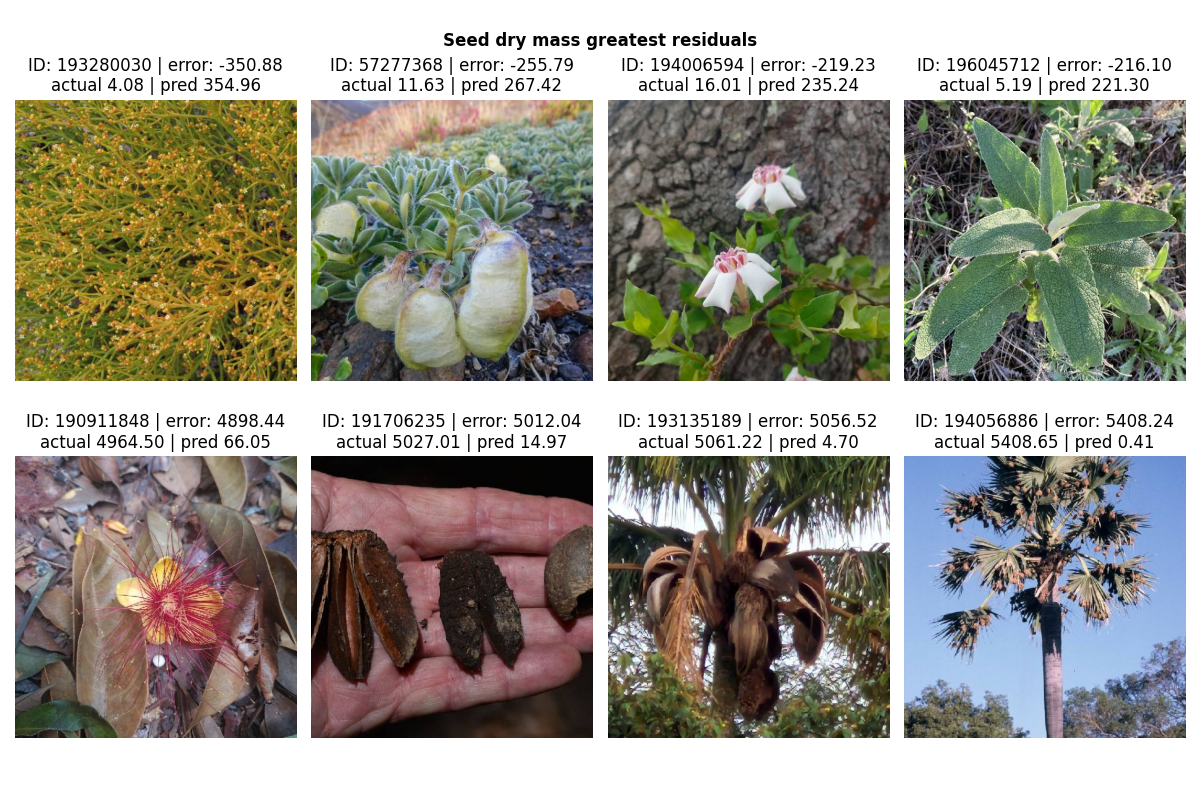 Seed dry mass greatest residuals
ID: 193280030 | error: -350.88
actual 4.08 | pred 354.96
ID: 57277368 | error: -255.79
actual 11.63 | pred 267.42
ID: 194006594 | error: -219.23
actual 16.01 | pred 235.24
ID: 196045712 | error: -216.10
actual 5.19 | pred 221.30
ID: 190911848 | error: 4898.44
actual 4964.50 | pred 66.05
ID: 191706235 | error: 5012.04
actual 5027.01 | pred 14.97
ID: 193135189 | error: 5056.52
actual 5061.22 | pred 4.70
ID: 194056886 | error: 5408.24
actual 5408.65 | pred 0.41